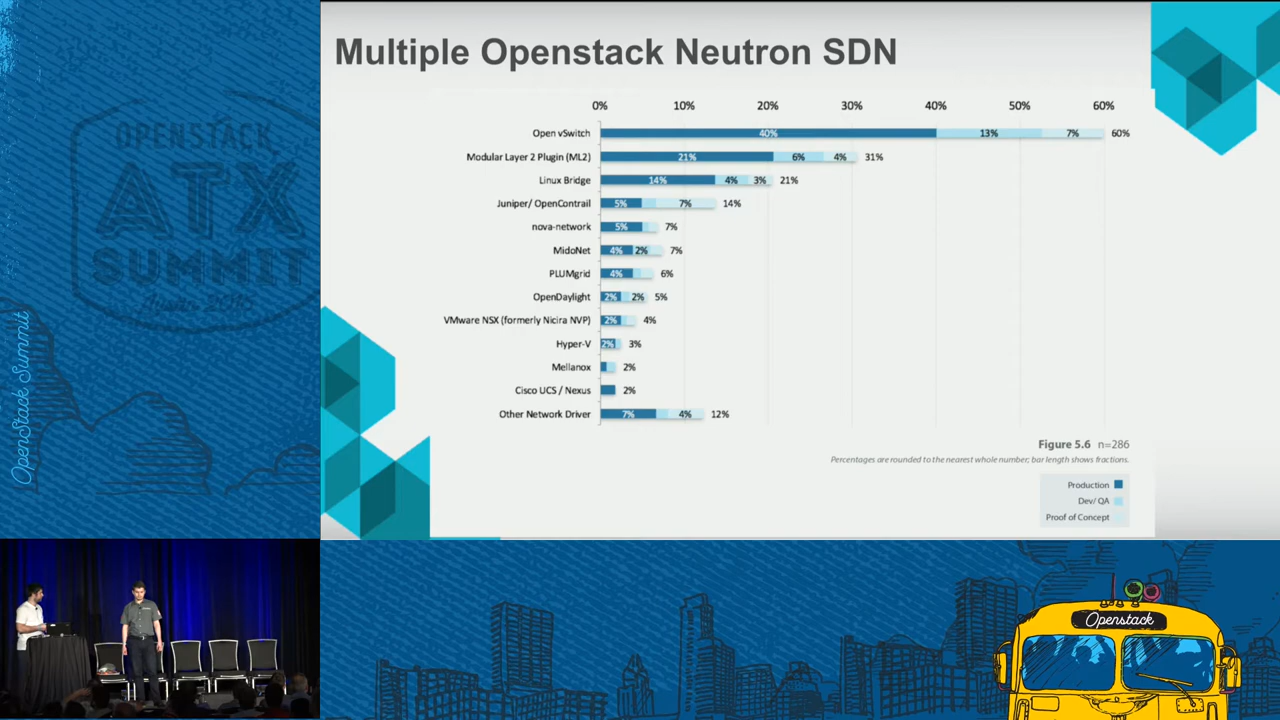 Multiple Openstack Neutron SDN
0% 10% 20% 30% 40% 50% 60%
Open vSwitch 40% 13% 7% 60%
Modular Layer 2 Plugin (ML2) 21% 6% 4% 31%
Linux Bridge 14% 4% 3% 21%
Juniper/ OpenContrail 5% 7% 14%
nova-network 5% 7%
MidoNet 4% 2% 7%
PLUMgrid 4% 6%
OpenDaylight 2% 2% 5%
VMware NSX (formerly Nicira NVP) 2% 4%
Hyper-V 2% 3%
Mellanox 2%
Cisco UCS / Nexus 2%
Other Network Driver 7% 4% 12%
Figure 5.6 n=286
Percentages are rounded to the nearest whole number; bar length shows fractions.
Production
Dev/ QA
Proof of Concept
OPENSTACK
ATX
SUMMIT
OpenStack Summit
Openstack